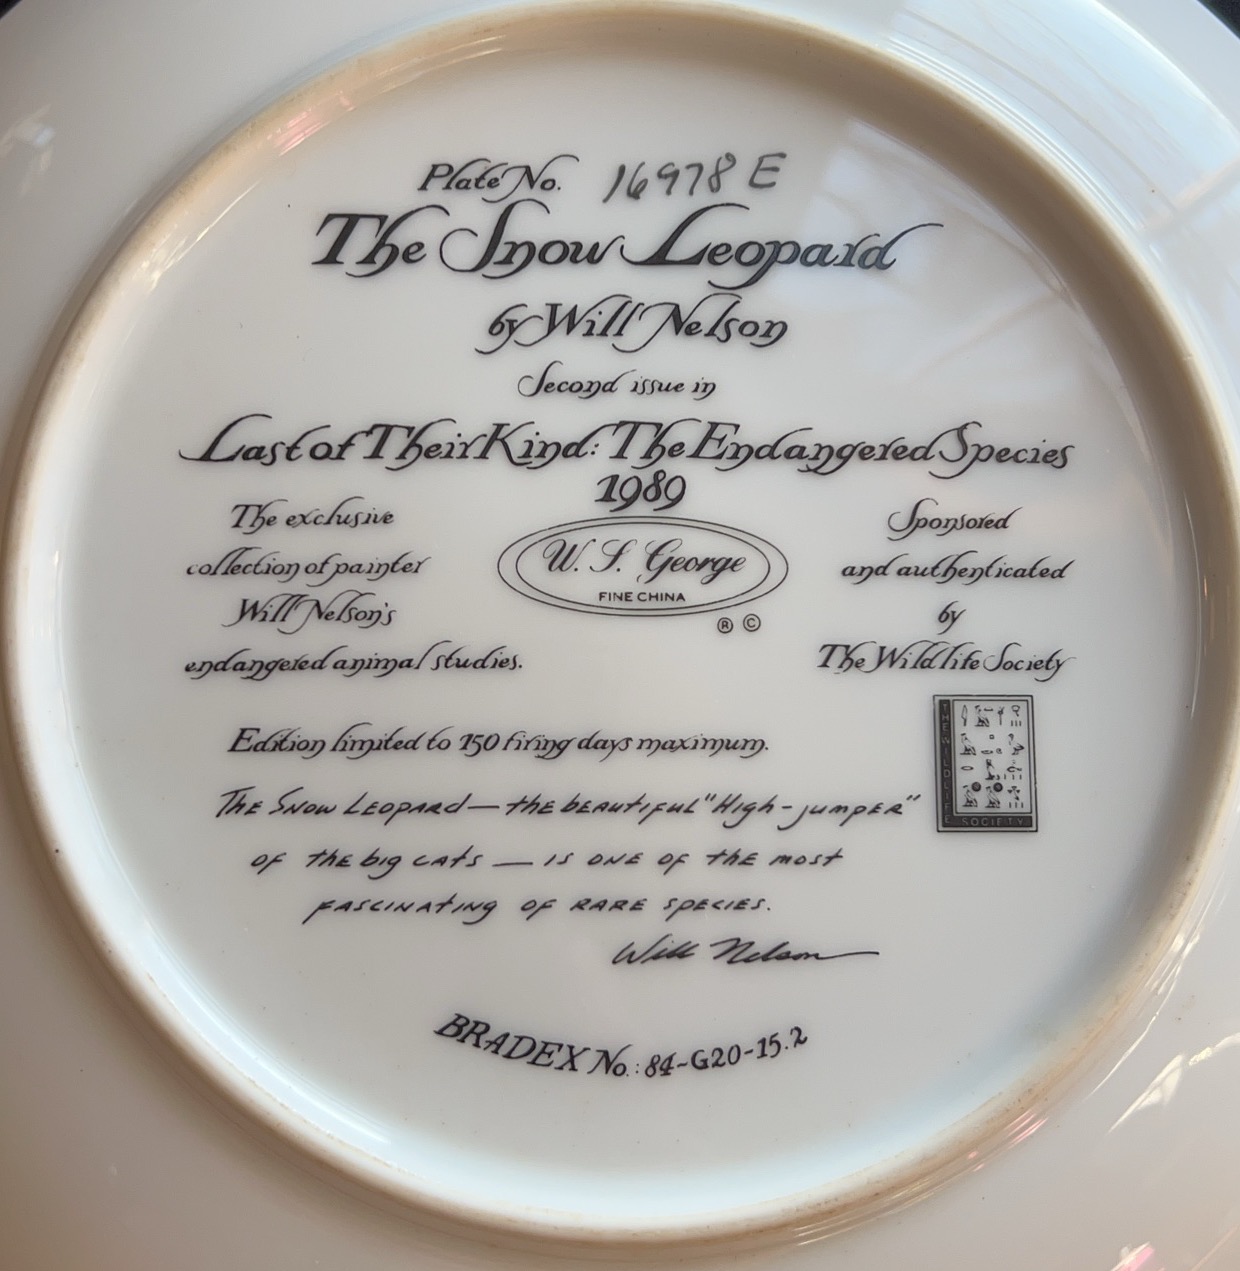 Plate No. 16978 E
The Snow Leopard
by Will Nelson
Second issue in
Last of Their Kind: The Endangered Species
1989
The exclusive
collection of painter
Will Nelson's
endangered animal studies.
W. S. George
FINE CHINA
® ©
Sponsored
and authenticated
by
The Wildlife Society
THE WILDLIFE
SOCIETY
Edition limited to 150 firing days maximum.
The Snow Leopard — the beautiful "High-jumper"
of the big cats — is one of the most
fascinating of rare species.
Will Nelson
BRADEX No.: 84-G20-15.2